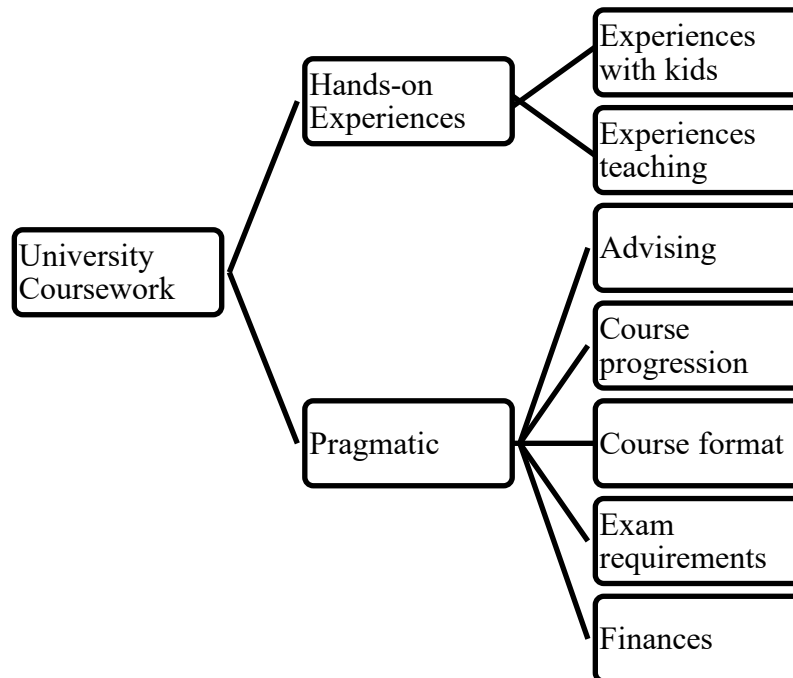 University
Coursework
Hands-on
Experiences
Experiences
with kids
Experiences
teaching
Pragmatic
Advising
Course
progression
Course format
Exam
requirements
Finances